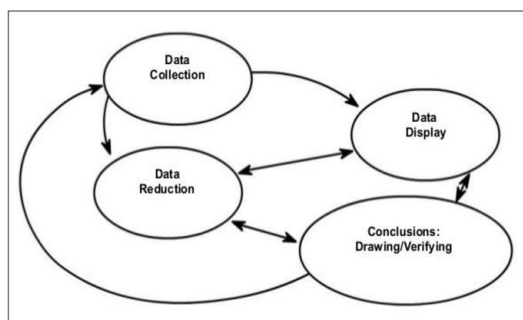 Data
Collection
Data
Display
Data
Reduction
Conclusions:
Drawing/Verifying